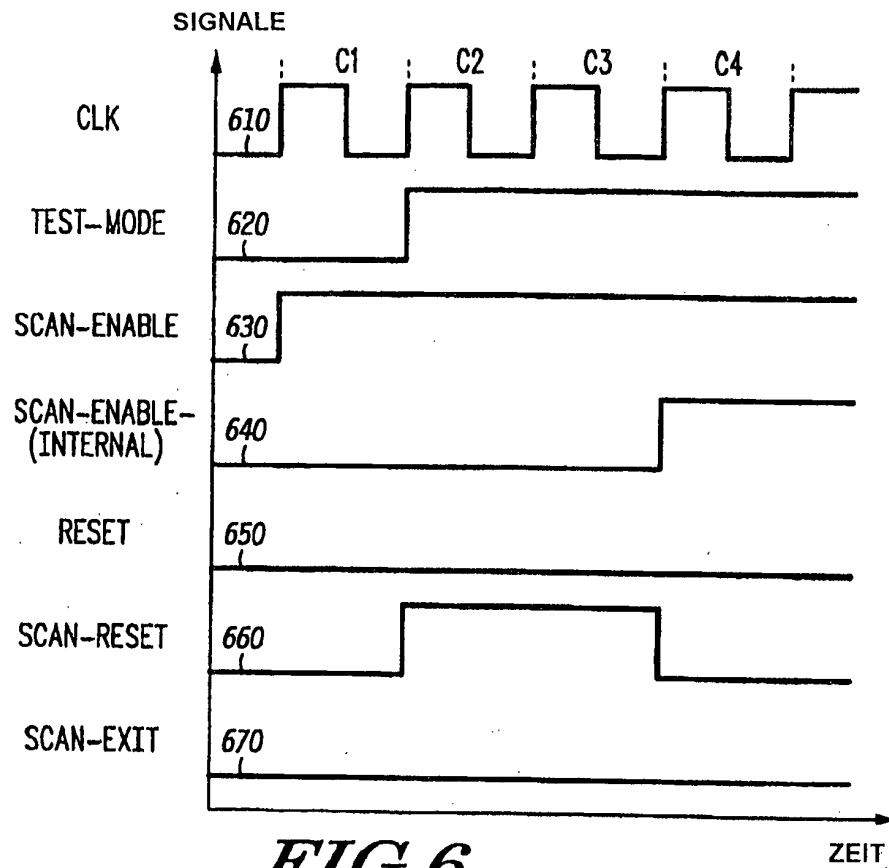 SIGNALE
C1 C2 C3 C4
CLK 610
TEST-MODE 620
SCAN-ENABLE 630
SCAN-ENABLE-
(INTERNAL) 640
RESET 650
SCAN-RESET 660
SCAN-EXIT 670
ZEIT
FIG.6